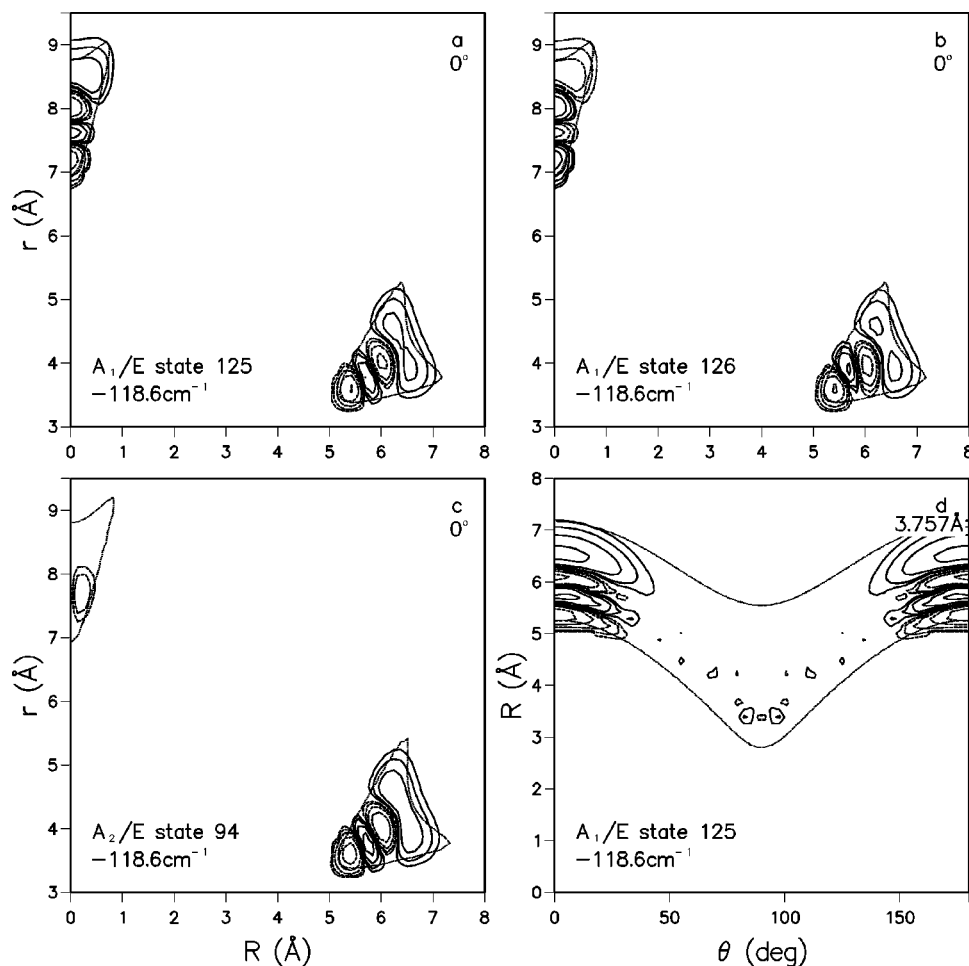 a
0°
9
8
7
6
5
4
3
r (Å)
A₁/E state 125
−118.6cm⁻¹
0 1 2 3 4 5 6 7 8
b
0°
9
8
7
6
5
4
3
A₁/E state 126
−118.6cm⁻¹
0 1 2 3 4 5 6 7 8
c
0°
9
8
7
6
5
4
3
r (Å)
A₂/E state 94
−118.6cm⁻¹
0 1 2 3 4 5 6 7 8
R (Å)
d
3.757Å
8
7
6
5
4
3
2
1
0
R (Å)
A₁/E state 125
−118.6cm⁻¹
0 50 100 150
θ (deg)